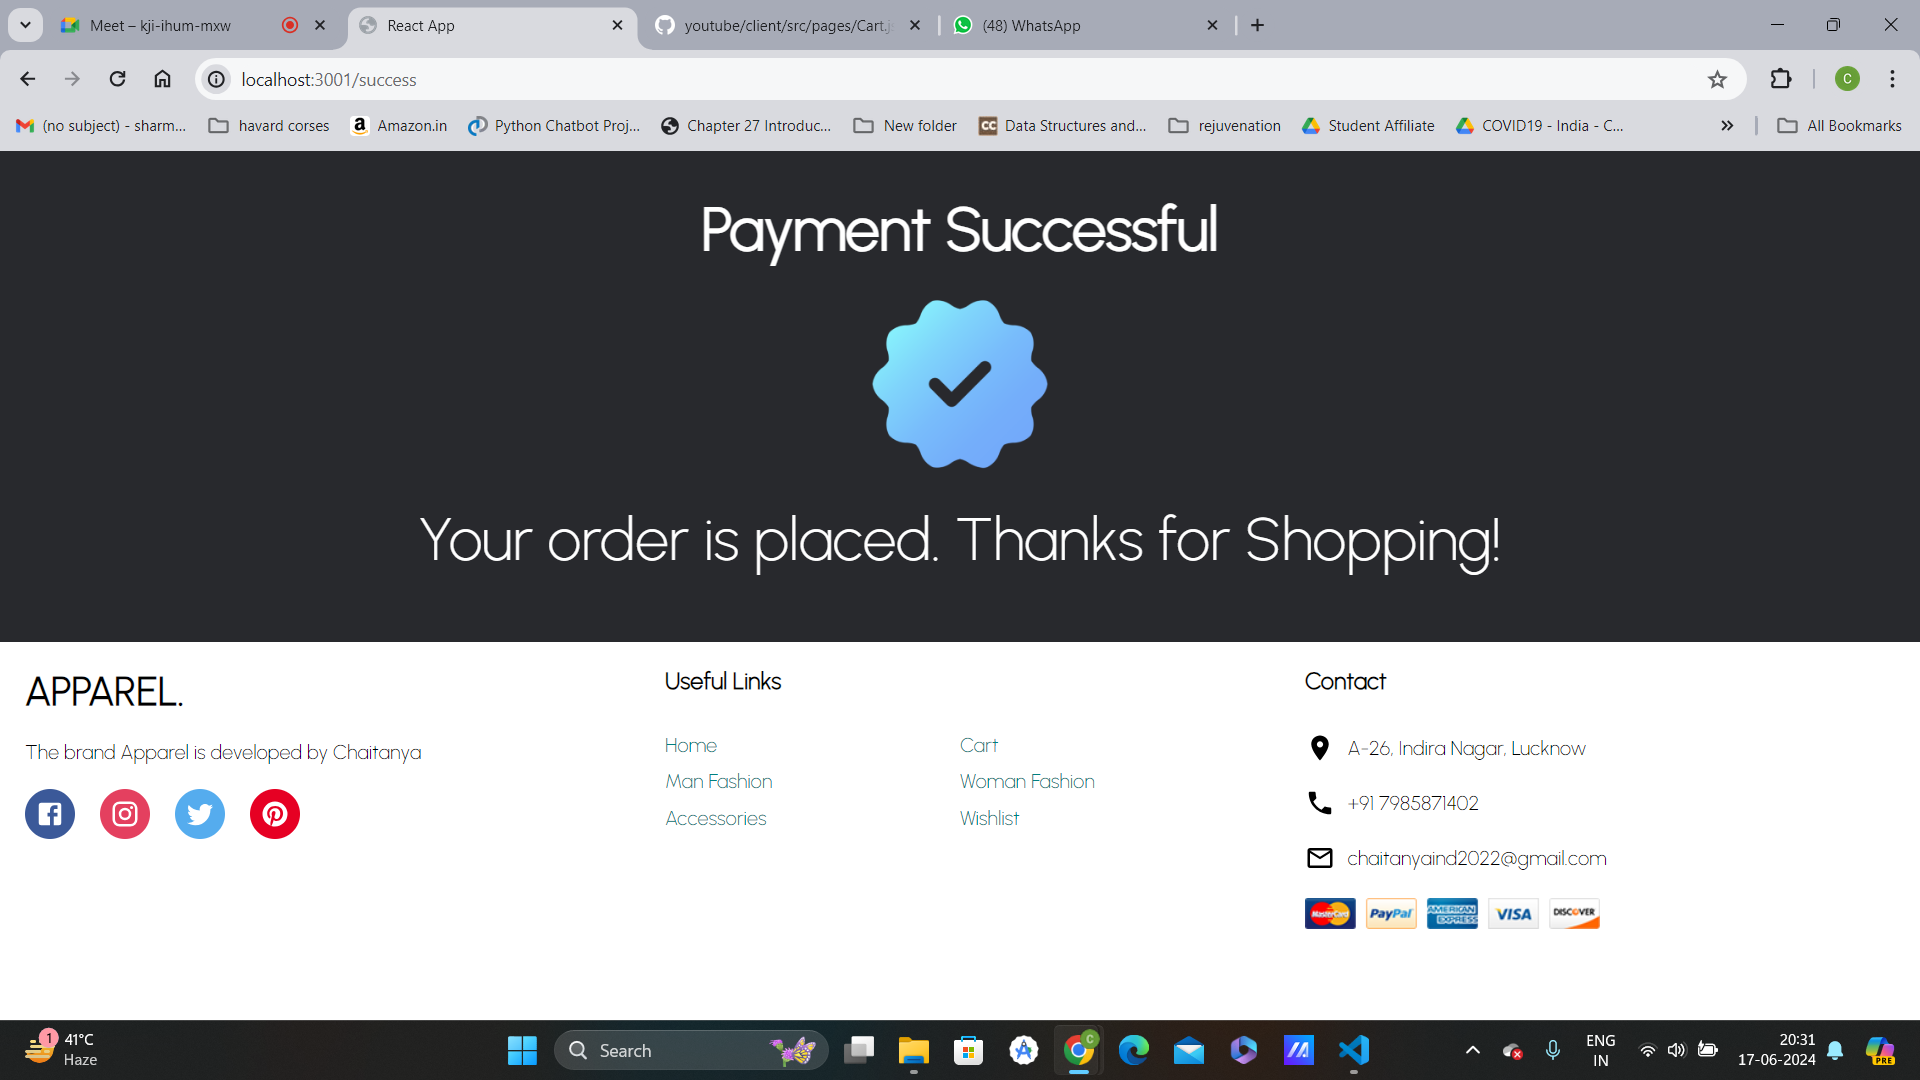 Meet – kji-ihum-mxw
React App
youtube/client/src/pages/Cart.js
(48) WhatsApp
localhost:3001/success
C
(no subject) - sharm...
havard corses
Amazon.in
Python Chatbot Proj...
Chapter 27 Introduc...
New folder
CC Data Structures and...
rejuvenation
Student Affiliate
COVID19 - India - C...
All Bookmarks
Payment Successful
Your order is placed. Thanks for Shopping!
APPAREL.
The brand Apparel is developed by Chaitanya
Useful Links
Home
Cart
Man Fashion
Woman Fashion
Accessories
Wishlist
Contact
A-26, Indira Nagar, Lucknow
+91 7985871402
chaitanyaind2022@gmail.com
MasterCard
PayPal
AMERICAN EXPRESS
VISA
DISCOVER
1
41°C
Haze
Search
C
ENG
IN
20:31
17-06-2024
PRE